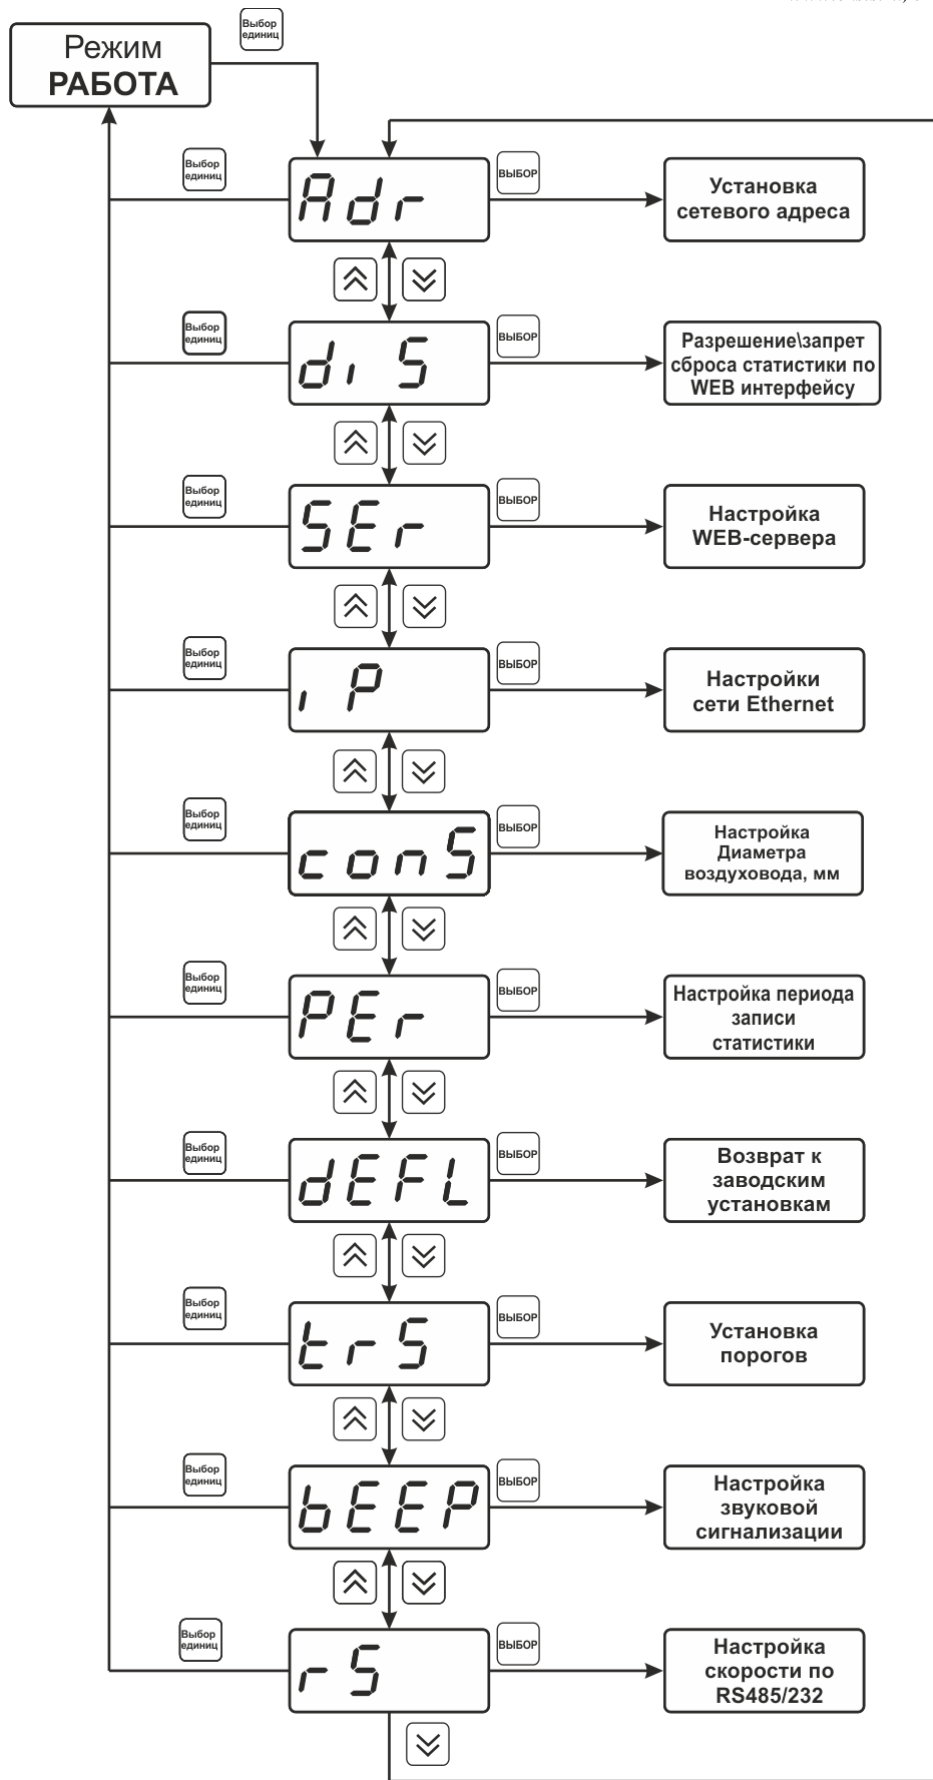 Выбор
единиц
Режим
РАБОТА
Выбор
единиц
Adr
ВЫБОР
Установка
сетевого адреса
Выбор
единиц
di S
ВЫБОР
Разрешение\запрет
сброса статистики по
WEB интерфейсу
Выбор
единиц
SEr
ВЫБОР
Настройка
WEB-сервера
Выбор
единиц
iP
ВЫБОР
Настройки
сети Ethernet
Выбор
единиц
conS
ВЫБОР
Настройка
Диаметра
воздуховода, мм
Выбор
единиц
PEr
ВЫБОР
Настройка периода
записи
статистики
Выбор
единиц
dEFL
ВЫБОР
Возврат к
заводским
установкам
Выбор
единиц
trS
ВЫБОР
Установка
порогов
Выбор
единиц
bEEP
ВЫБОР
Настройка
звуковой
сигнализации
Выбор
единиц
rS
ВЫБОР
Настройка
скорости по
RS485/232